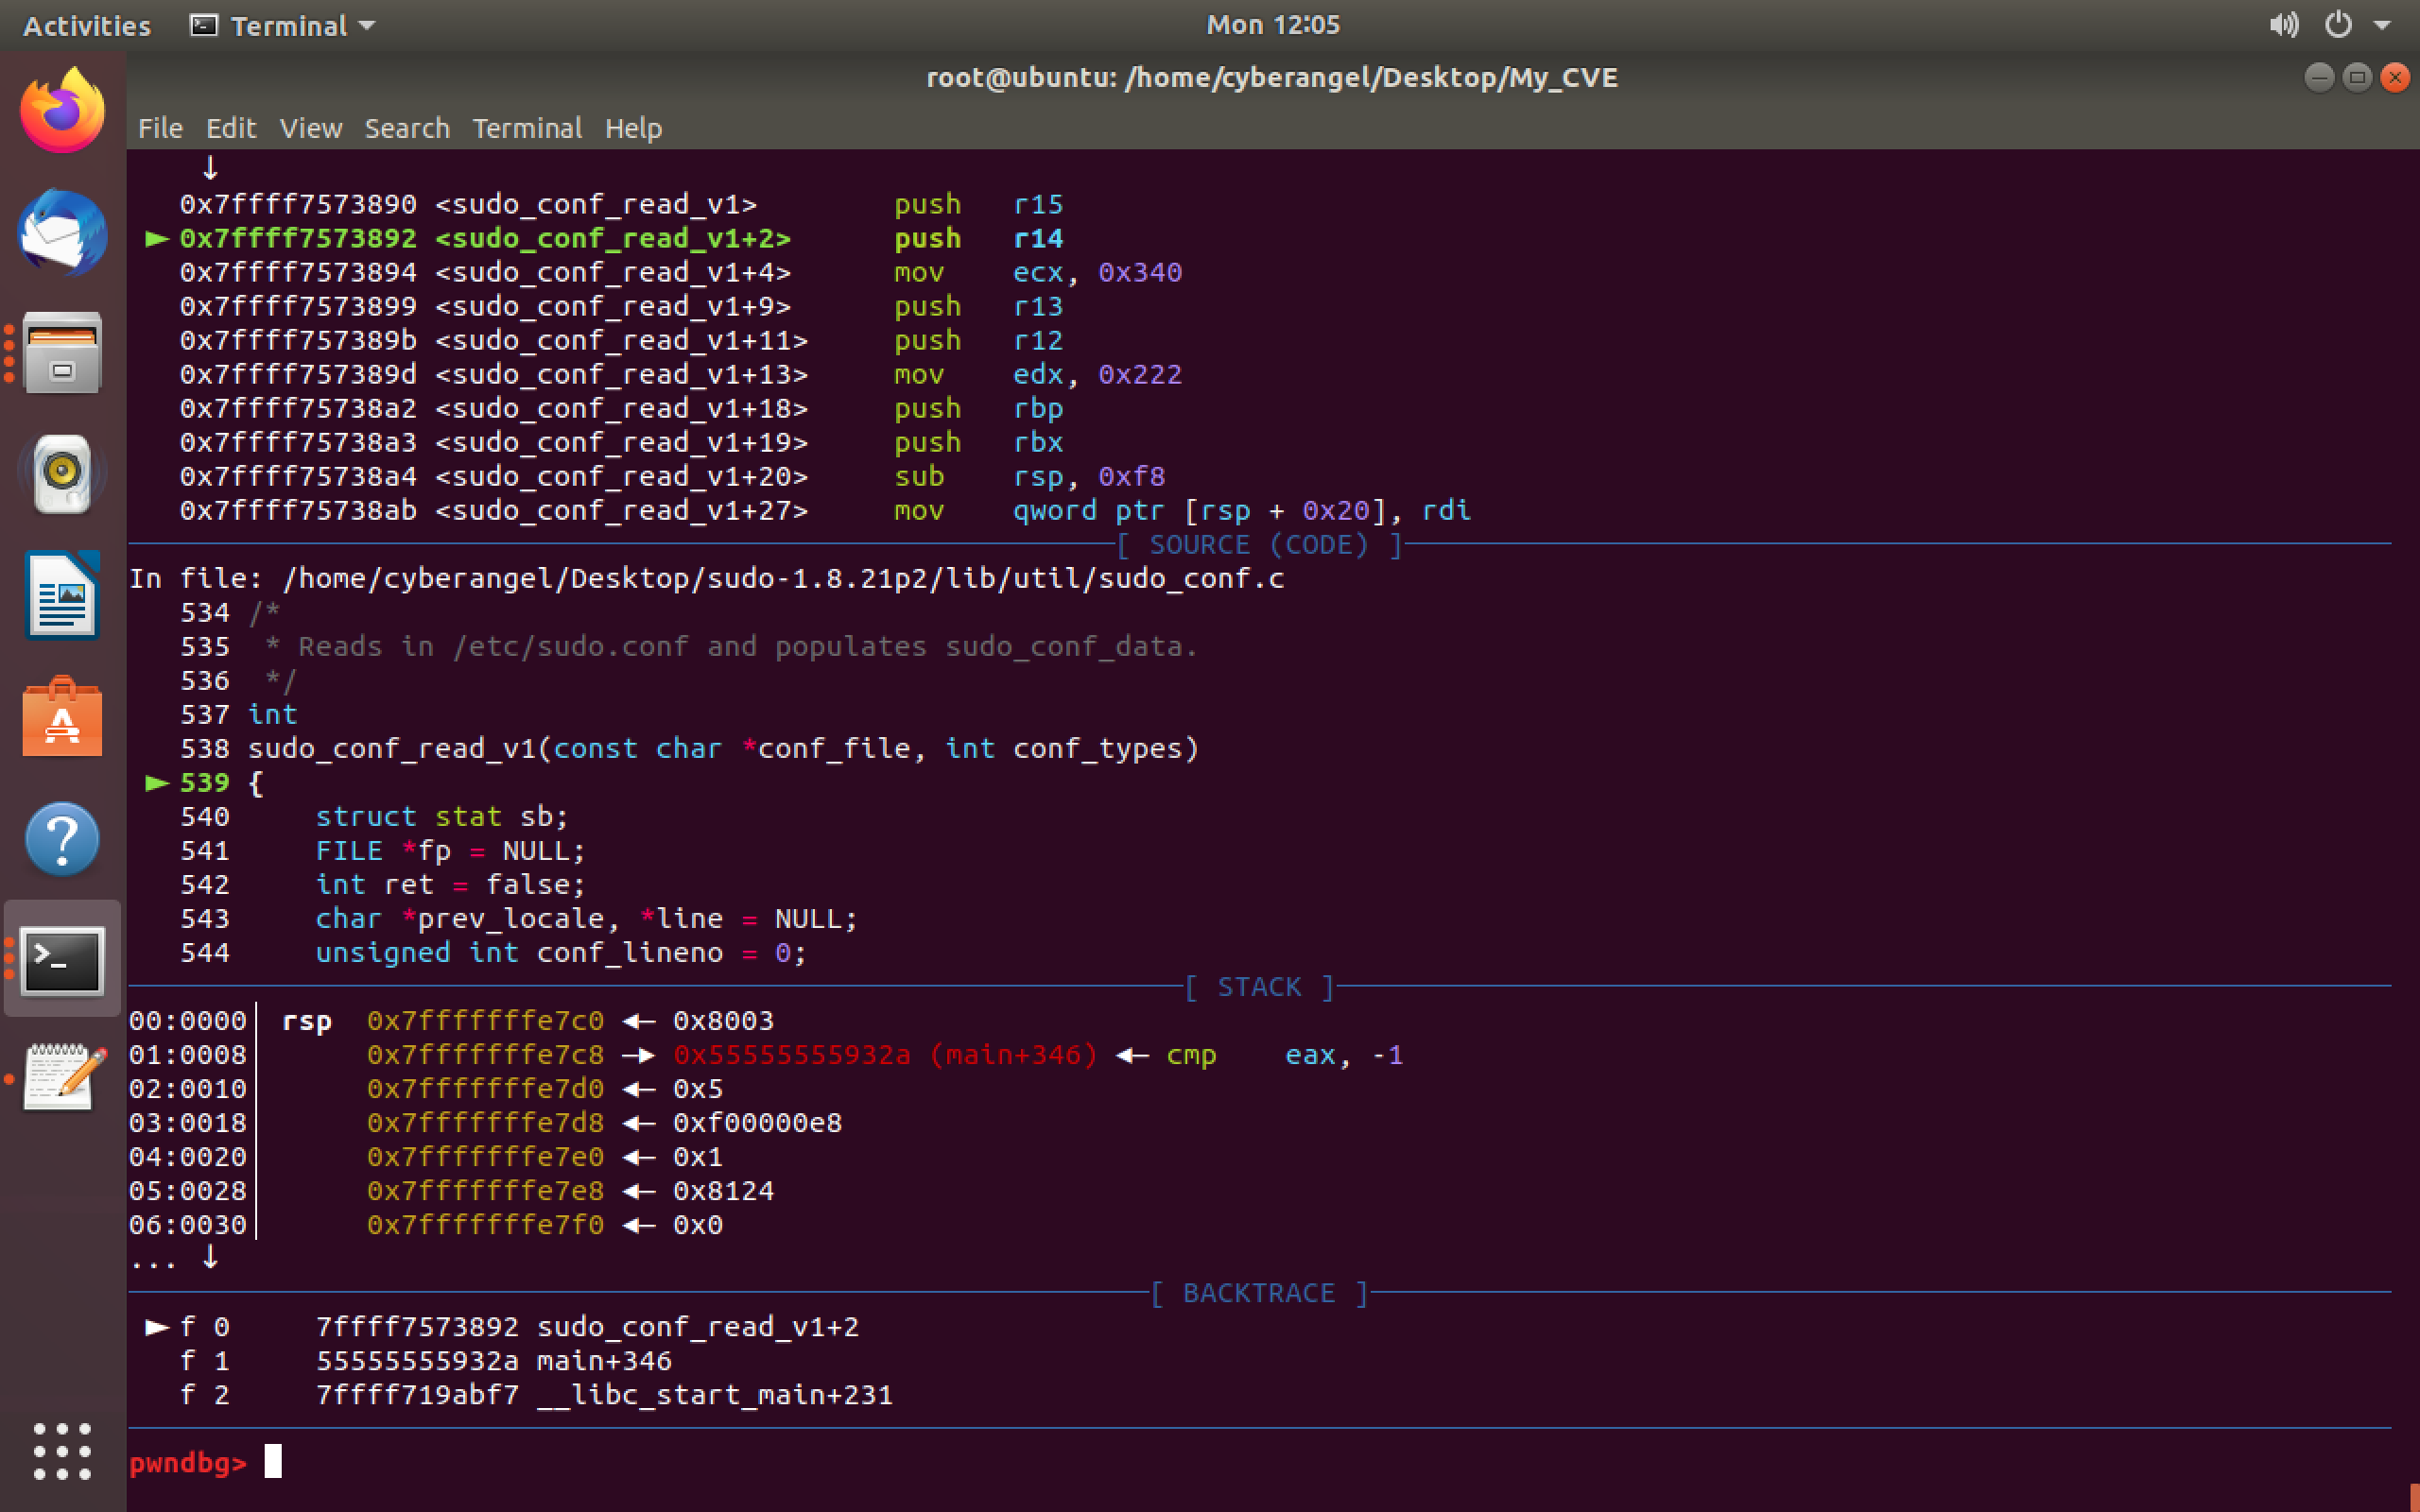 Activities Terminal Mon 12:05
root@ubuntu: /home/cyberangel/Desktop/My_CVE
File Edit View Search Terminal Help
↓
0x7ffff7573890 <sudo_conf_read_v1> push r15
► 0x7ffff7573892 <sudo_conf_read_v1+2> push r14
0x7ffff7573894 <sudo_conf_read_v1+4> mov ecx, 0x340
0x7ffff7573899 <sudo_conf_read_v1+9> push r13
0x7ffff757389b <sudo_conf_read_v1+11> push r12
0x7ffff757389d <sudo_conf_read_v1+13> mov edx, 0x222
0x7ffff75738a2 <sudo_conf_read_v1+18> push rbp
0x7ffff75738a3 <sudo_conf_read_v1+19> push rbx
0x7ffff75738a4 <sudo_conf_read_v1+20> sub rsp, 0xf8
0x7ffff75738ab <sudo_conf_read_v1+27> mov qword ptr [rsp + 0x20], rdi
[ SOURCE (CODE) ]
In file: /home/cyberangel/Desktop/sudo-1.8.21p2/lib/util/sudo_conf.c
534 /*
535 * Reads in /etc/sudo.conf and populates sudo_conf_data.
536 */
537 int
538 sudo_conf_read_v1(const char *conf_file, int conf_types)
► 539 {
540 struct stat sb;
541 FILE *fp = NULL;
542 int ret = false;
543 char *prev_locale, *line = NULL;
544 unsigned int conf_lineno = 0;
[ STACK ]
00:0000│ rsp 0x7fffffffe7c0 ◄— 0x8003
01:0008│ 0x7fffffffe7c8 —► 0x55555555932a (main+346) ◄— cmp eax, -1
02:0010│ 0x7fffffffe7d0 ◄— 0x5
03:0018│ 0x7fffffffe7d8 ◄— 0xf00000e8
04:0020│ 0x7fffffffe7e0 ◄— 0x1
05:0028│ 0x7fffffffe7e8 ◄— 0x8124
06:0030│ 0x7fffffffe7f0 ◄— 0x0
... ↓
[ BACKTRACE ]
► f 0 7ffff7573892 sudo_conf_read_v1+2
f 1 55555555932a main+346
f 2 7ffff719abf7 __libc_start_main+231
pwndbg>